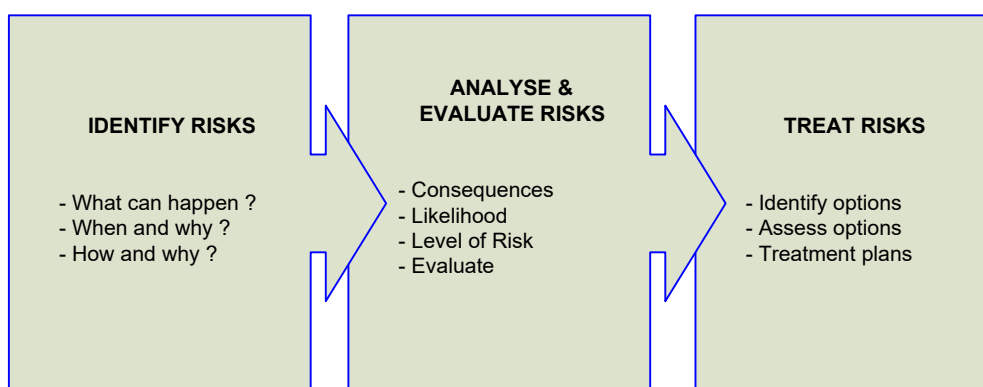 IDENTIFY RISKS
- What can happen ?
- When and why ?
- How and why ?
ANALYSE &
EVALUATE RISKS
- Consequences
- Likelihood
- Level of Risk
- Evaluate
TREAT RISKS
- Identify options
- Assess options
- Treatment plans